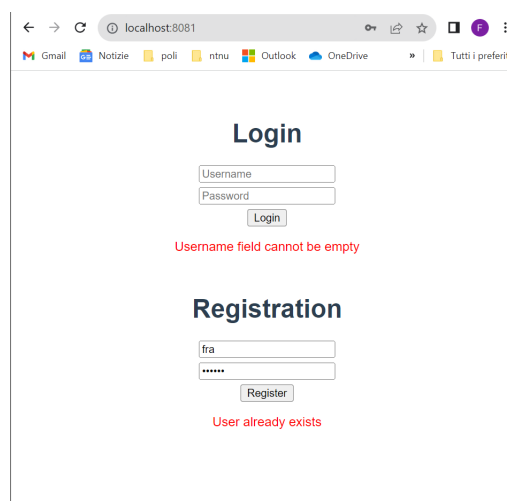 localhost:8081
F
Gmail Notizie poli ntnu Outlook OneDrive » Tutti i preferit
Login
Username
Password
Login
Username field cannot be empty
Registration
fra
••••••
Register
User already exists